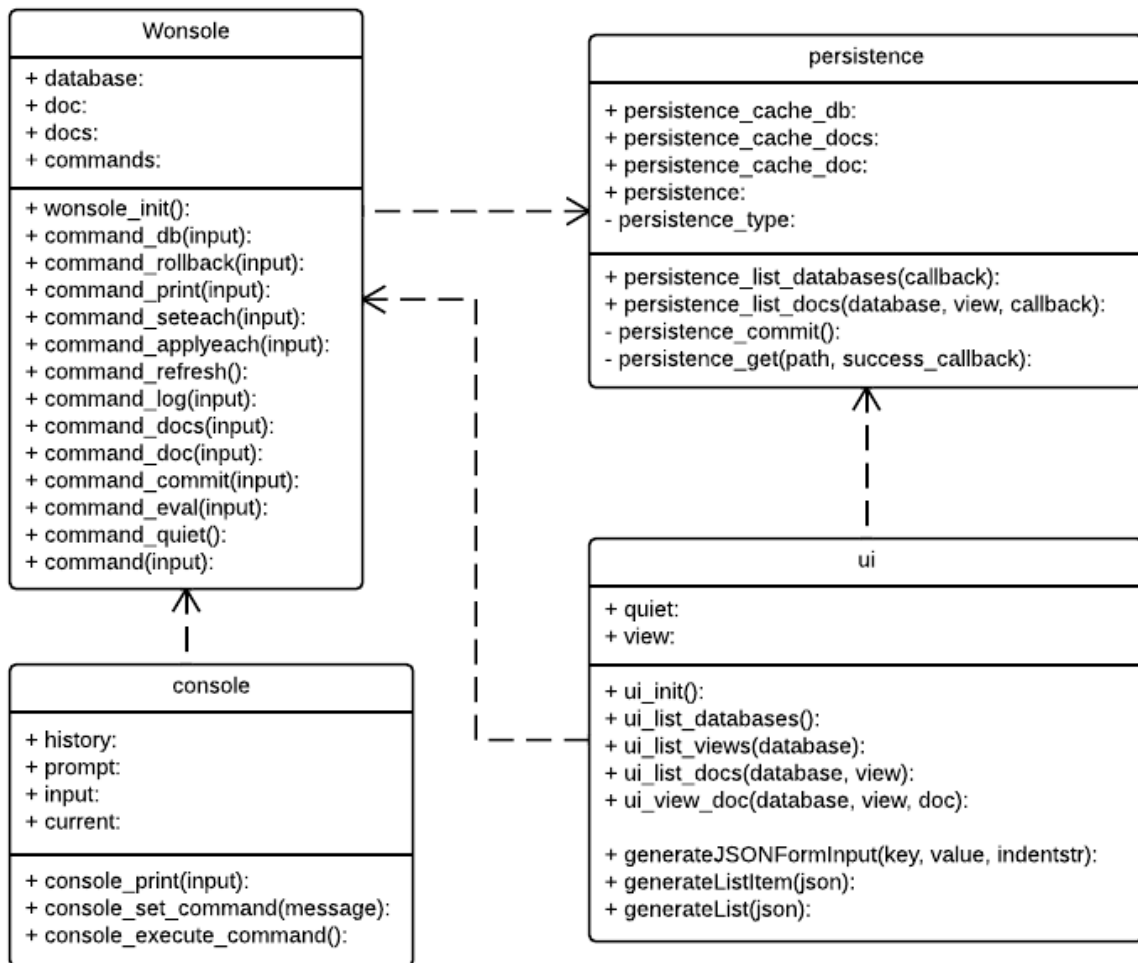 Wonsole
+ database:
+ doc:
+ docs:
+ commands:
+ wonsole_init():
+ command_db(input):
+ command_rollback(input):
+ command_print(input):
+ command_seteach(input):
+ command_applyeach(input):
+ command_refresh():
+ command_log(input):
+ command_docs(input):
+ command_doc(input):
+ command_commit(input):
+ command_eval(input):
+ command_quiet():
+ command(input):
persistence
+ persistence_cache_db:
+ persistence_cache_docs:
+ persistence_cache_doc:
+ persistence:
- persistence_type:
+ persistence_list_databases(callback):
+ persistence_list_docs(database, view, callback):
- persistence_commit():
- persistence_get(path, success_callback):
console
+ history:
+ prompt:
+ input:
+ current:
+ console_print(input):
+ console_set_command(message):
+ console_execute_command():
ui
+ quiet:
+ view:
+ ui_init():
+ ui_list_databases():
+ ui_list_views(database):
+ ui_list_docs(database, view):
+ ui_view_doc(database, view, doc):
+ generateJSONFormInput(key, value, indentstr):
+ generateListItem(json):
+ generateList(json):